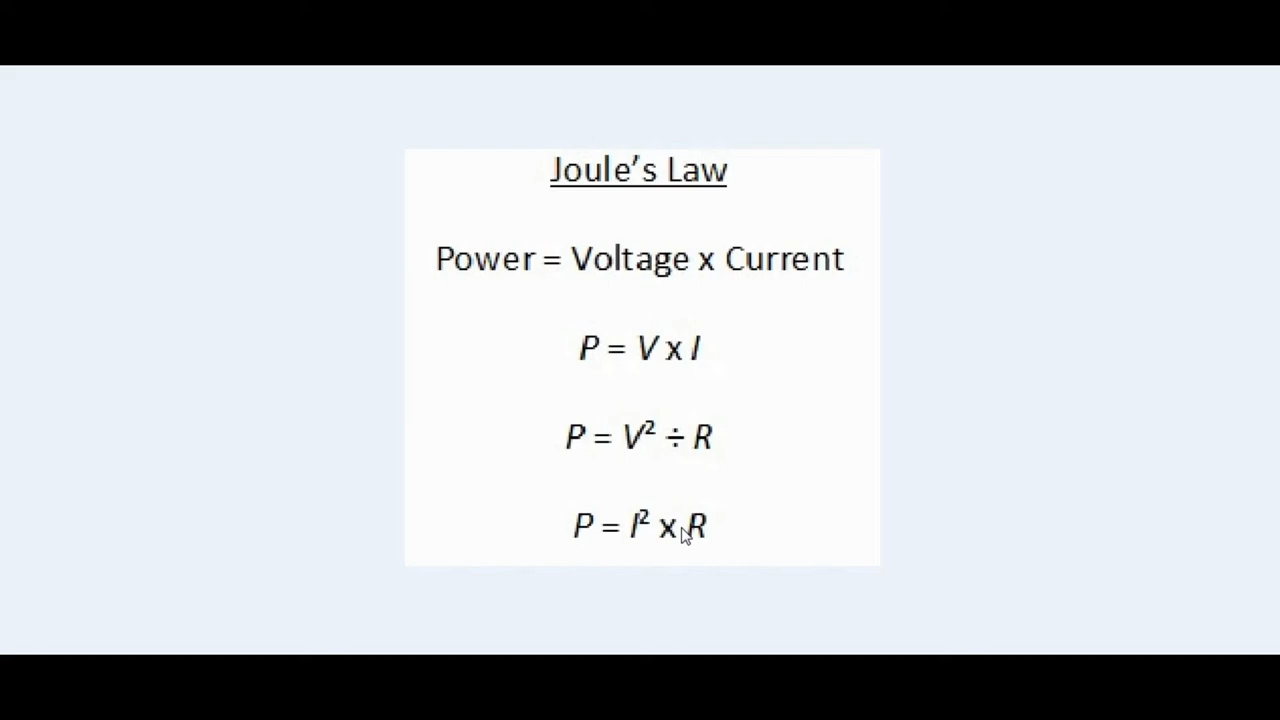 Joule’s Law
Power = Voltage x Current
P = V x I
P = V² ÷ R
P = I² x R